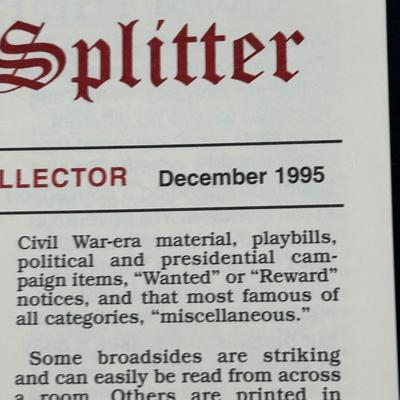 Splitter
LLECTOR December 1995
Civil War-era material, playbills,
political and presidential cam-
paign items, “Wanted” or “Reward”
notices, and that most famous of
all categories, “miscellaneous.”
Some broadsides are striking
and can easily be read from across
a room. Others are printed in